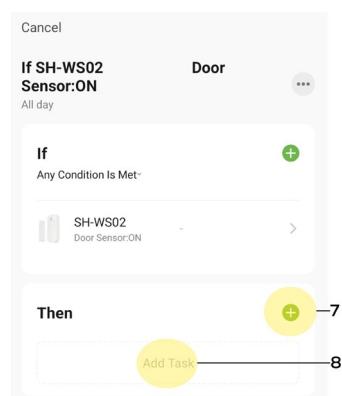 Cancel
If SH-WS02 Door
Sensor:ON
All day
If
Any Condition Is Met
SH-WS02 -
Door Sensor:ON
Then
7
Add Task
8